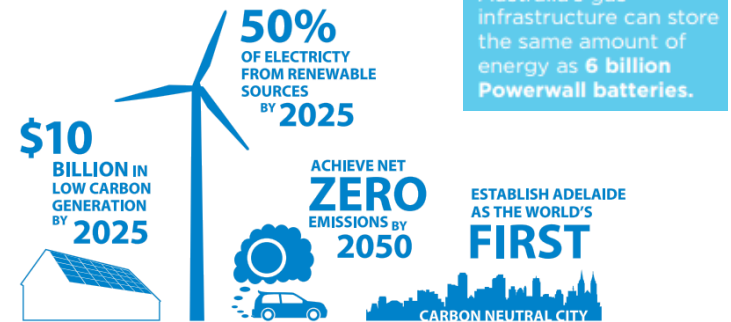 50%
OF ELECTRICTY
FROM RENEWABLE
SOURCES
BY 2025
$10
BILLION IN
LOW CARBON
GENERATION
BY 2025
ACHIEVE NET
ZERO
EMISSIONS BY
2050
ESTABLISH ADELAIDE
AS THE WORLD'S
FIRST
CARBON NEUTRAL CITY
Australia's gas
infrastructure can store
the same amount of
energy as 6 billion
Powerwall batteries.